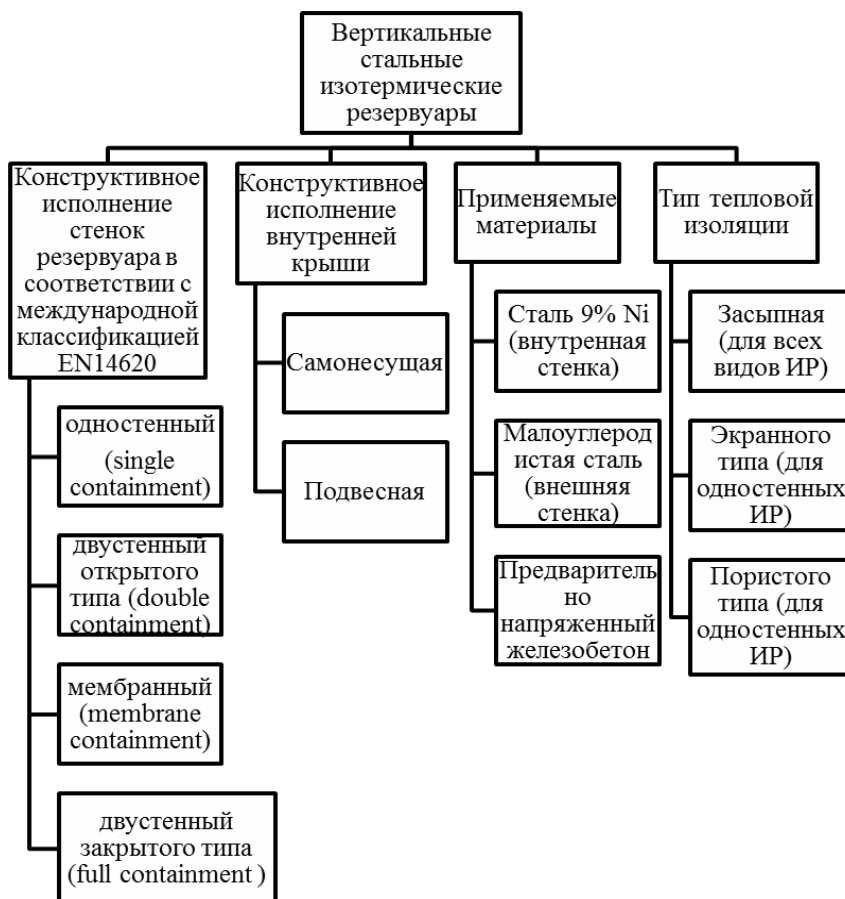 Вертикальные
стальные
изотермические
резервуары
Конструктивное
исполнение
стенок
резервуара в
соответствии с
международной
классификацией
EN14620
одностенный
(single
containment)
двустенный
открытого
типа (double
containment)
мембранный
(membrane
containment)
двустенный
закрытого типа
(full containment )
Конструктивное
исполнение
внутренней
крыши
Самонесущая
Подвесная
Применяемые
материалы
Сталь 9% Ni
(внутренная
стенка)
Малоуглерод
истая сталь
(внешняя
стенка)
Предваритель
но
напряженный
железобетон
Тип тепловой
изоляции
Засыпная
(для всех
видов ИР)
Экранного
типа (для
одностенных
ИР)
Пористого
типа (для
одностенных
ИР)